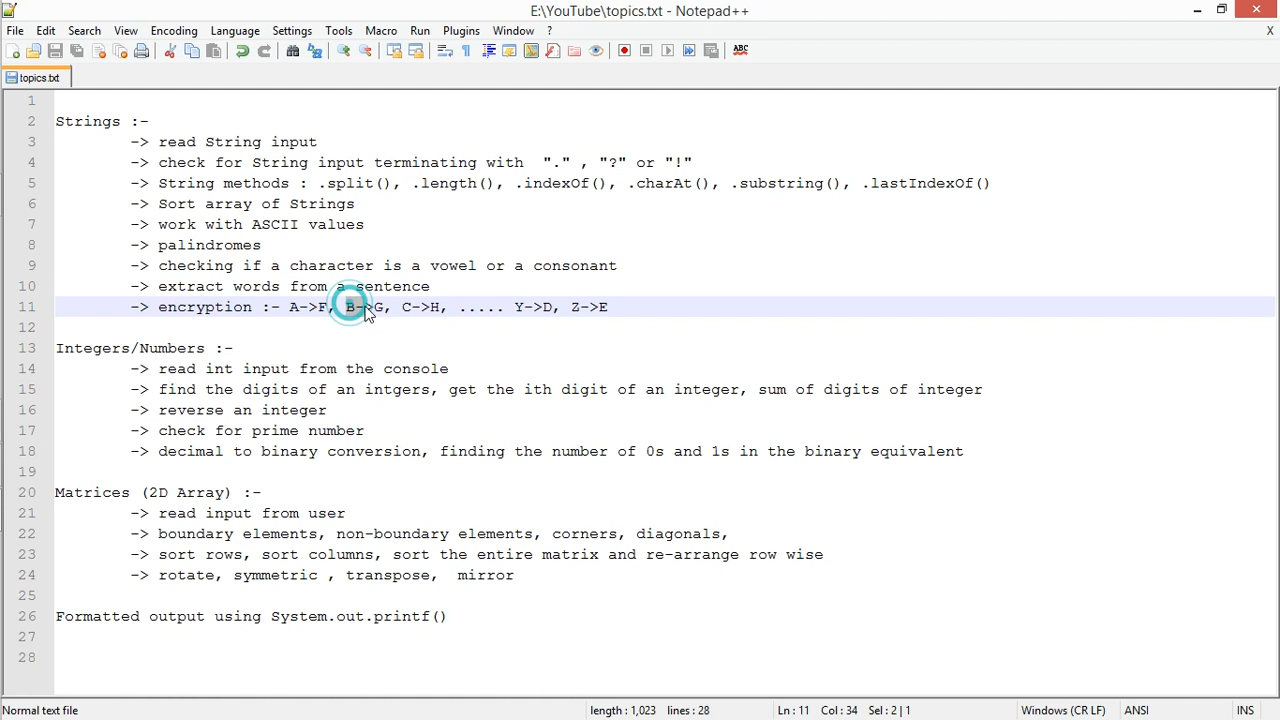 E:\YouTube\topics.txt - Notepad++
File Edit Search View Encoding Language Settings Tools Macro Run Plugins Window ? X
ABC
topics.txt
1
2 Strings :-
3 -> read String input
4 -> check for String input terminating with "." , "?" or "!"
5 -> String methods : .split(), .length(), .indexOf(), .charAt(), .substring(), .lastIndexOf()
6 -> Sort array of Strings
7 -> work with ASCII values
8 -> palindromes
9 -> checking if a character is a vowel or a consonant
10 -> extract words from a sentence
11 -> encryption :- A->F, B->G, C->H, ..... Y->D, Z->E
12
13 Integers/Numbers :-
14 -> read int input from the console
15 -> find the digits of an intgers, get the ith digit of an integer, sum of digits of integer
16 -> reverse an integer
17 -> check for prime number
18 -> decimal to binary conversion, finding the number of 0s and 1s in the binary equivalent
19
20 Matrices (2D Array) :-
21 -> read input from user
22 -> boundary elements, non-boundary elements, corners, diagonals,
23 -> sort rows, sort columns, sort the entire matrix and re-arrange row wise
24 -> rotate, symmetric , transpose, mirror
25
26 Formatted output using System.out.printf()
27
28
Normal text file length : 1,023 lines : 28 Ln : 11 Col : 34 Sel : 2 | 1 Windows (CR LF) ANSI INS